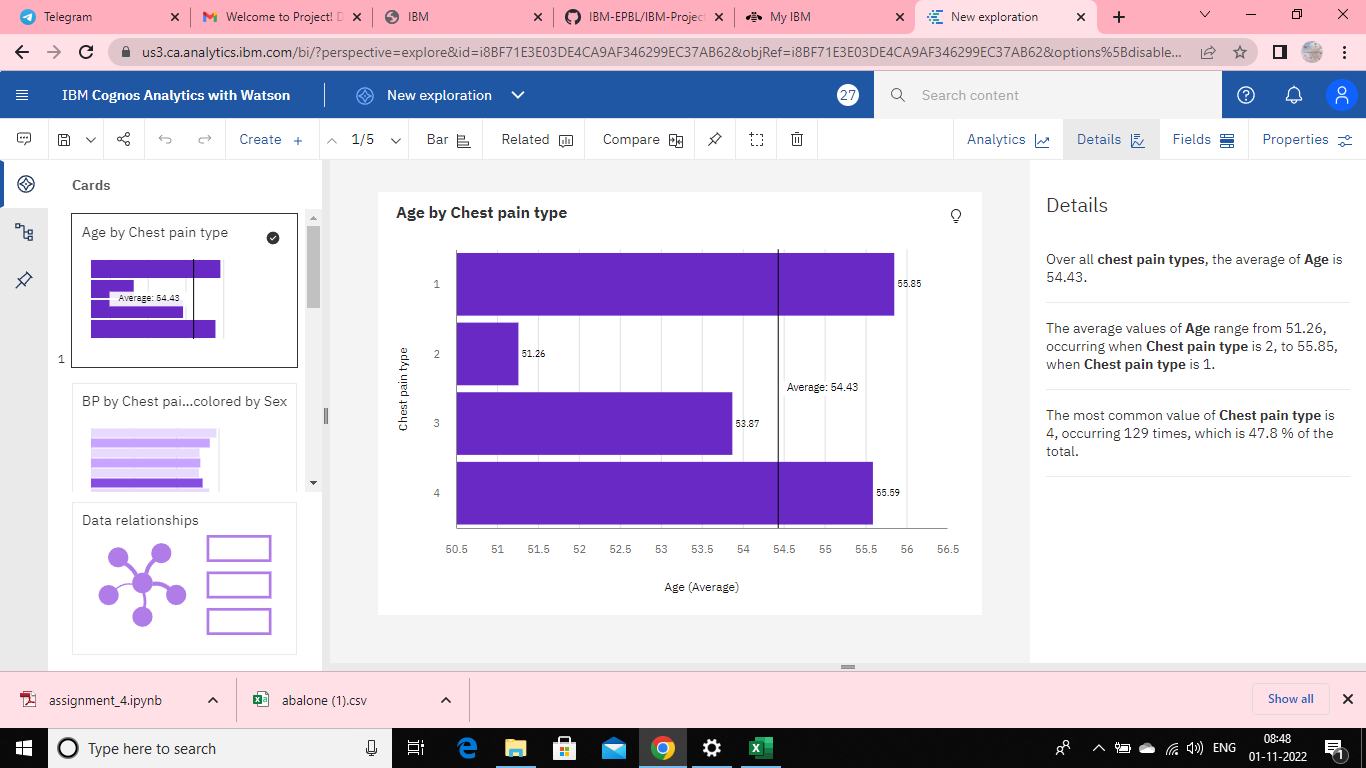 Telegram
Welcome to Project! D
IBM
IBM-EPBL/IBM-Project
My IBM
New exploration
us3.ca.analytics.ibm.com/bi/?perspective=explore&id=i8BF71E3E03DE4CA9AF346299EC37AB62&objRef=i8BF71E3E03DE4CA9AF346299EC37AB62&options%5Bdisable...
IBM Cognos Analytics with Watson
New exploration
27
Search content
Create +
1/5
Bar
Related
Compare
Analytics
Details
Fields
Properties
Cards
Age by Chest pain type
Average: 54.43
1
BP by Chest pai...colored by Sex
Data relationships
Age by Chest pain type
Chest pain type
1
55.85
2
51.26
Average: 54.43
3
53.87
4
55.59
50.5 51 51.5 52 52.5 53 53.5 54 54.5 55 55.5 56 56.5
Age (Average)
Details
Over all chest pain types, the average of Age is
54.43.
The average values of Age range from 51.26,
occurring when Chest pain type is 2, to 55.85,
when Chest pain type is 1.
The most common value of Chest pain type is
4, occurring 129 times, which is 47.8 % of the
total.
assignment_4.ipynb
abalone (1).csv
Show all
Type here to search
ENG
08:48
01-11-2022
1